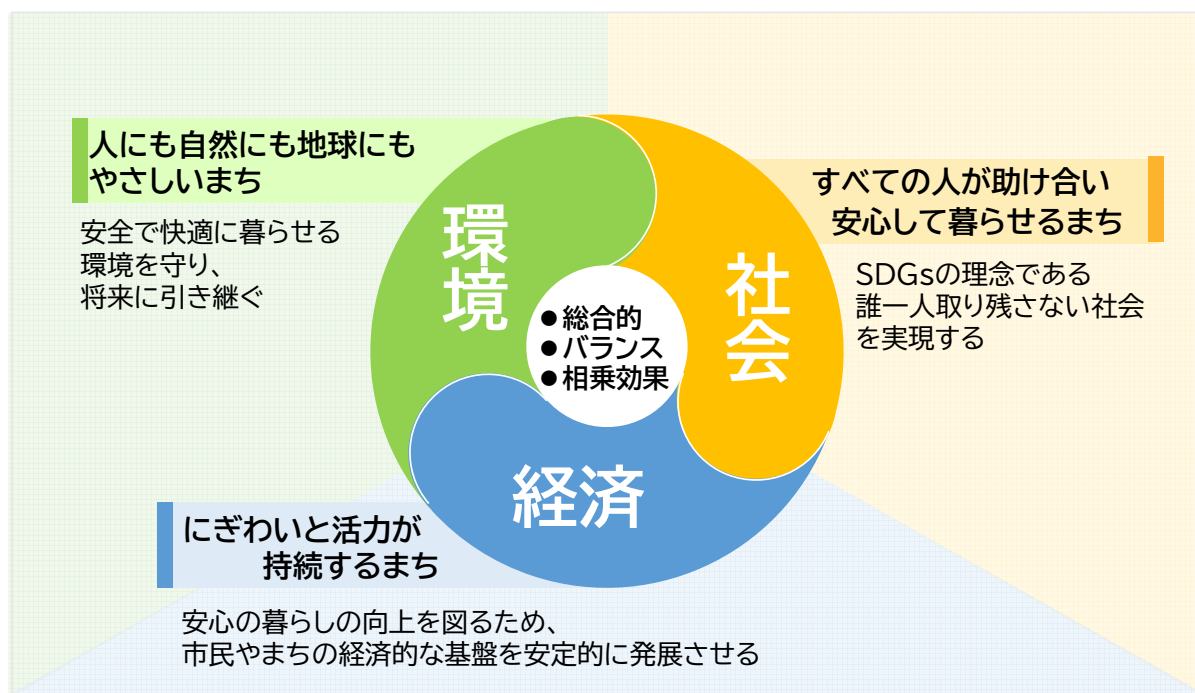 人にも自然にも地球にも
やさしいまち
安全で快適に暮らせる
環境を守り、
将来に引き継ぐ
環境
すべての人が助け合い
安心して暮らせるまち
SDGsの理念である
誰一人取り残さない社会
を実現する
社会
●総合的
●バランス
●相乗効果
経済
にぎわいと活力が
持続するまち
安心の暮らしの向上を図るため、
市民やまちの経済的な基盤を安定的に発展させる